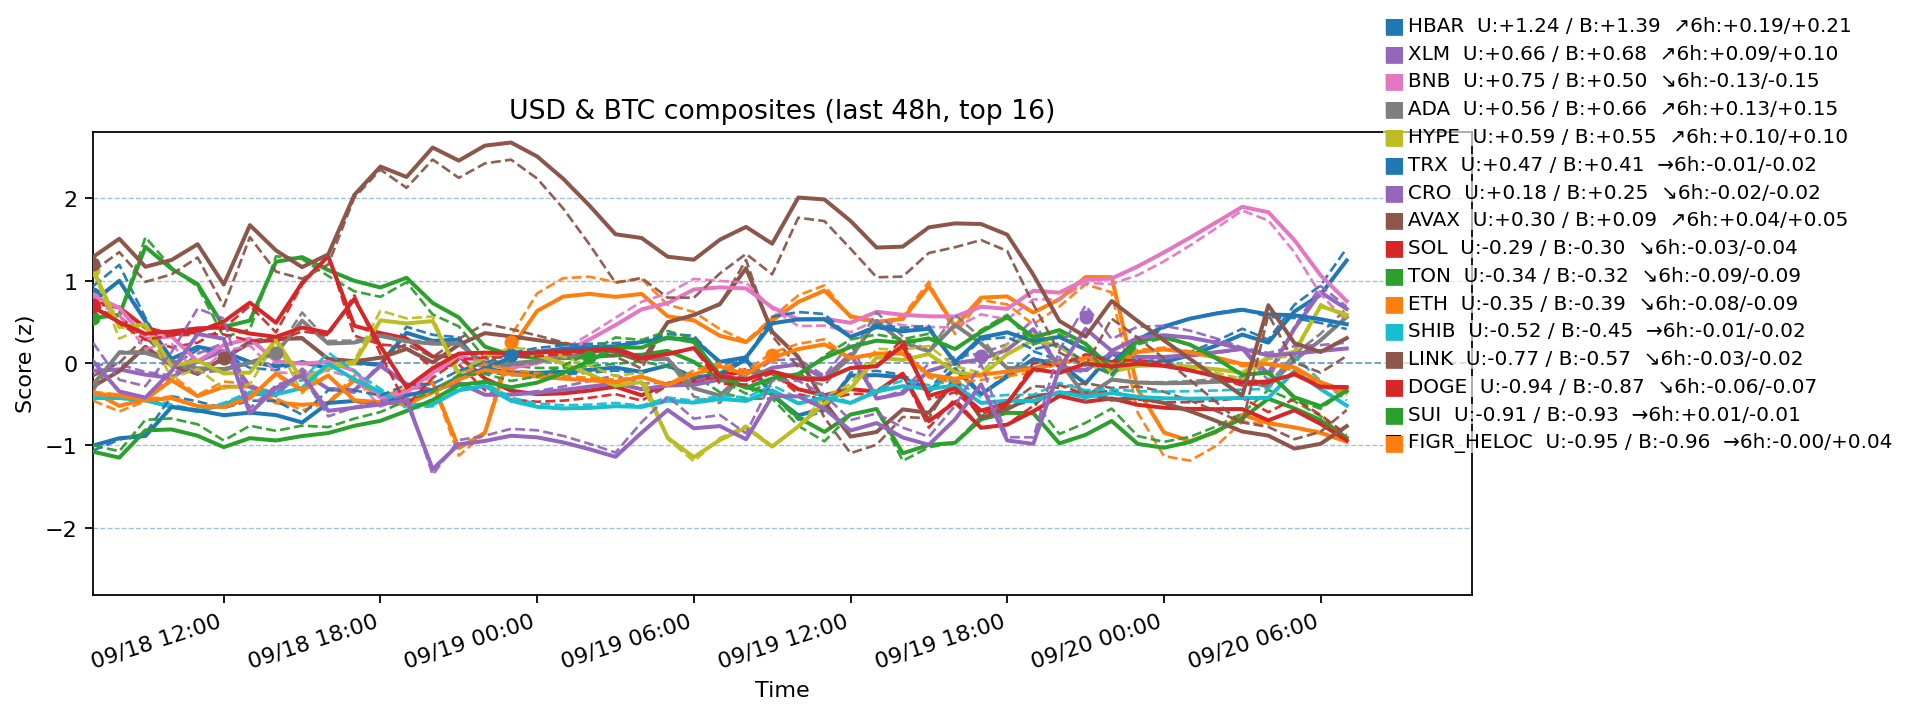 HBAR  U:+1.24 / B:+1.39  ↗6h:+0.19/+0.21
XLM  U:+0.66 / B:+0.68  ↗6h:+0.09/+0.10
BNB  U:+0.75 / B:+0.50  ↘6h:-0.13/-0.15
ADA  U:+0.56 / B:+0.66  ↗6h:+0.13/+0.15
HYPE  U:+0.59 / B:+0.55  ↗6h:+0.10/+0.10
TRX  U:+0.47 / B:+0.41  →6h:-0.01/-0.02
CRO  U:+0.18 / B:+0.25  ↘6h:-0.02/-0.02
AVAX  U:+0.30 / B:+0.09  ↗6h:+0.04/+0.05
SOL  U:-0.29 / B:-0.30  ↘6h:-0.03/-0.04
TON  U:-0.34 / B:-0.32  ↘6h:-0.09/-0.09
ETH  U:-0.35 / B:-0.39  ↘6h:-0.08/-0.09
SHIB  U:-0.52 / B:-0.45  →6h:-0.01/-0.02
LINK  U:-0.77 / B:-0.57  ↘6h:-0.03/-0.02
DOGE  U:-0.94 / B:-0.87  ↘6h:-0.06/-0.07
SUI  U:-0.91 / B:-0.93  →6h:+0.01/-0.01
FIGR_HELOC  U:-0.95 / B:-0.96  →6h:-0.00/+0.04
USD & BTC composites (last 48h, top 16)
Score (z)
2
1
0
−1
−2
09/18 12:00
09/18 18:00
09/19 00:00
09/19 06:00
09/19 12:00
09/19 18:00
09/20 00:00
09/20 06:00
Time